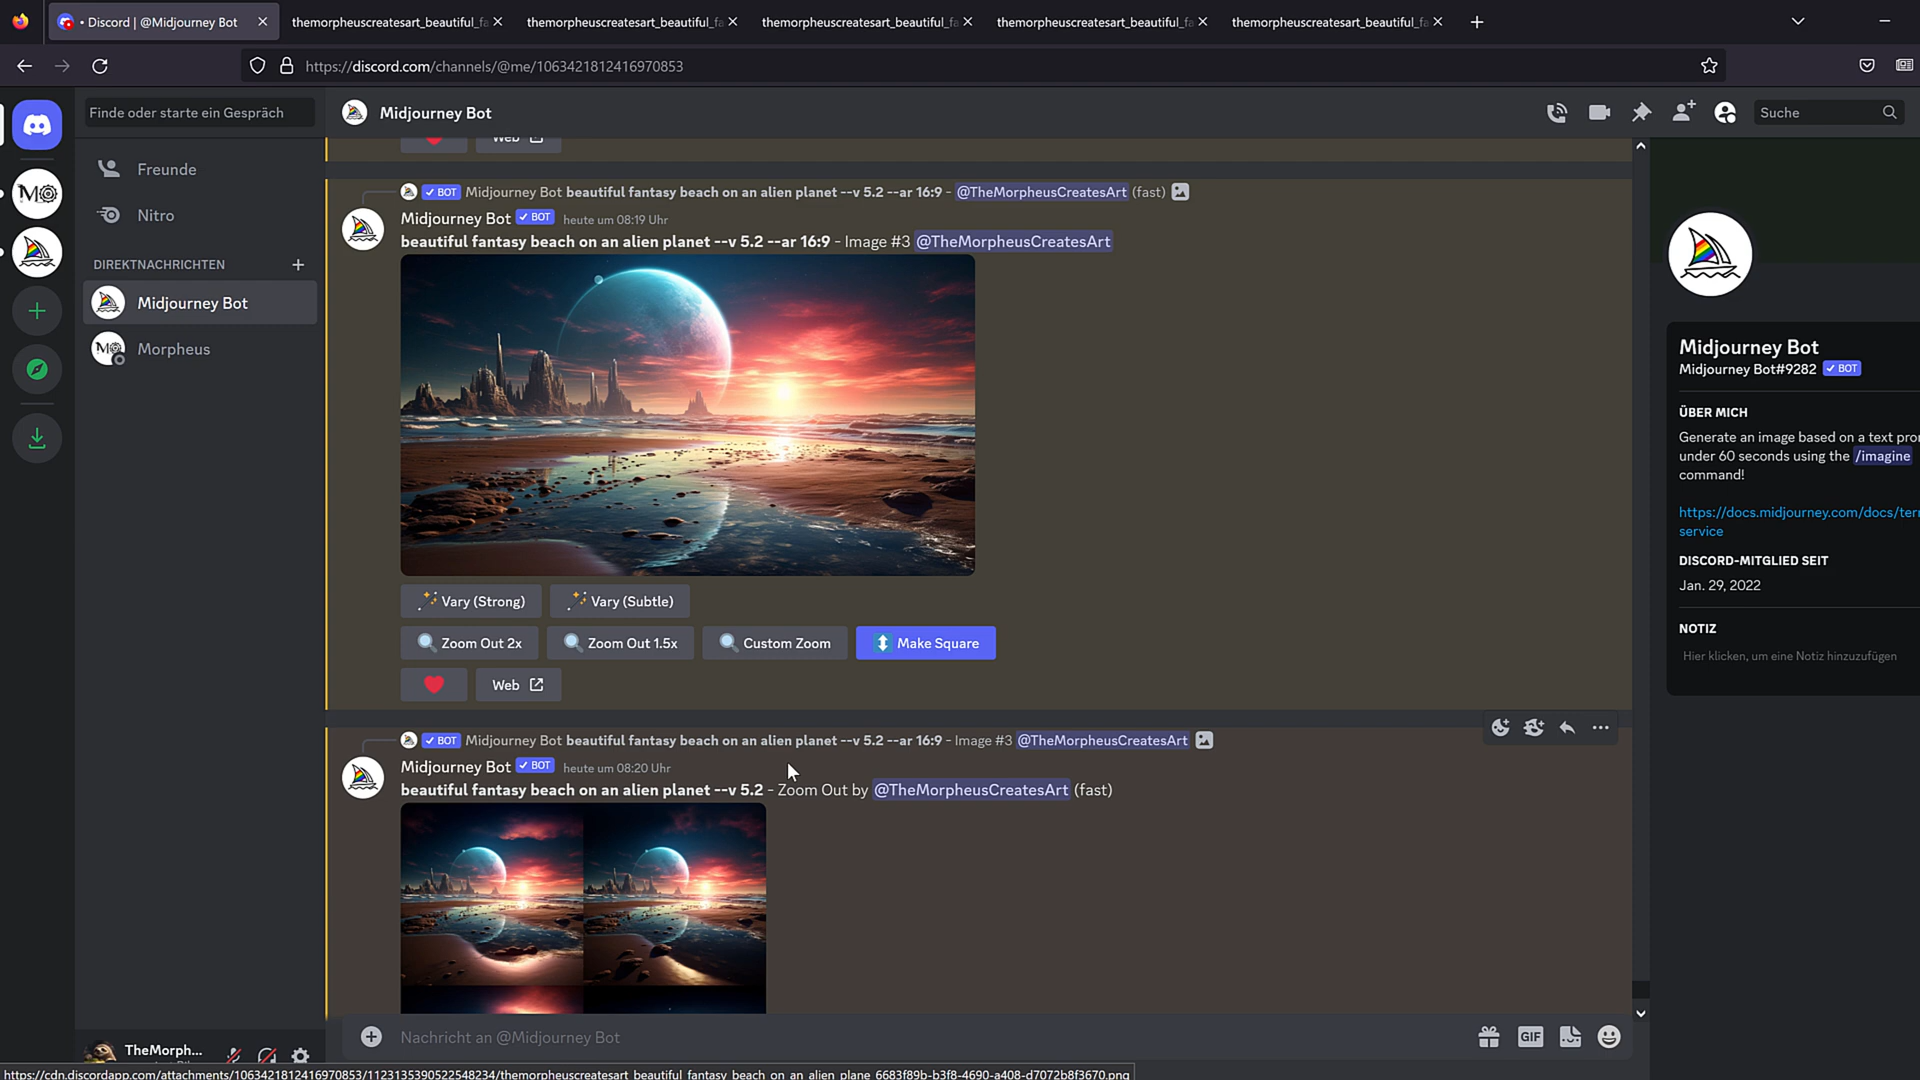 • Discord | @Midjourney Bot
themorpheuscreatesart_beautiful_fa
themorpheuscreatesart_beautiful_fa
themorpheuscreatesart_beautiful_fa
themorpheuscreatesart_beautiful_fa
themorpheuscreatesart_beautiful_fa
https://discord.com/channels/@me/1063421812416970853
Finde oder starte ein Gespräch
Midjourney Bot
Suche
Freunde
Nitro
DIREKTNACHRICHTEN
Midjourney Bot
Morpheus
Web
BOT Midjourney Bot beautiful fantasy beach on an alien planet --v 5.2 --ar 16:9 - @TheMorpheusCreatesArt (fast)
Midjourney Bot BOT heute um 08:19 Uhr
beautiful fantasy beach on an alien planet --v 5.2 --ar 16:9 - Image #3 @TheMorpheusCreatesArt
Vary (Strong) Vary (Subtle)
Zoom Out 2x Zoom Out 1.5x Custom Zoom Make Square
Web
BOT Midjourney Bot beautiful fantasy beach on an alien planet --v 5.2 --ar 16:9 - Image #3 @TheMorpheusCreatesArt
Midjourney Bot BOT heute um 08:20 Uhr
beautiful fantasy beach on an alien planet --v 5.2 - Zoom Out by @TheMorpheusCreatesArt (fast)
Nachricht an @Midjourney Bot
GIF
Midjourney Bot
Midjourney Bot#9282 BOT
ÜBER MICH
Generate an image based on a text pro
under 60 seconds using the /imagine
command!
https://docs.midjourney.com/docs/ter
service
DISCORD-MITGLIED SEIT
Jan. 29, 2022
NOTIZ
Hier klicken, um eine Notiz hinzuzufügen
TheMorph...
https://cdn.discordapp.com/attachments/1063421812416970853/1123135390522548234/themorpheuscreatesart_beautiful_fantasy_beach_on_an_alien_plane_6683f89b-b3f8-4690-a408-d7072b8f3670.png